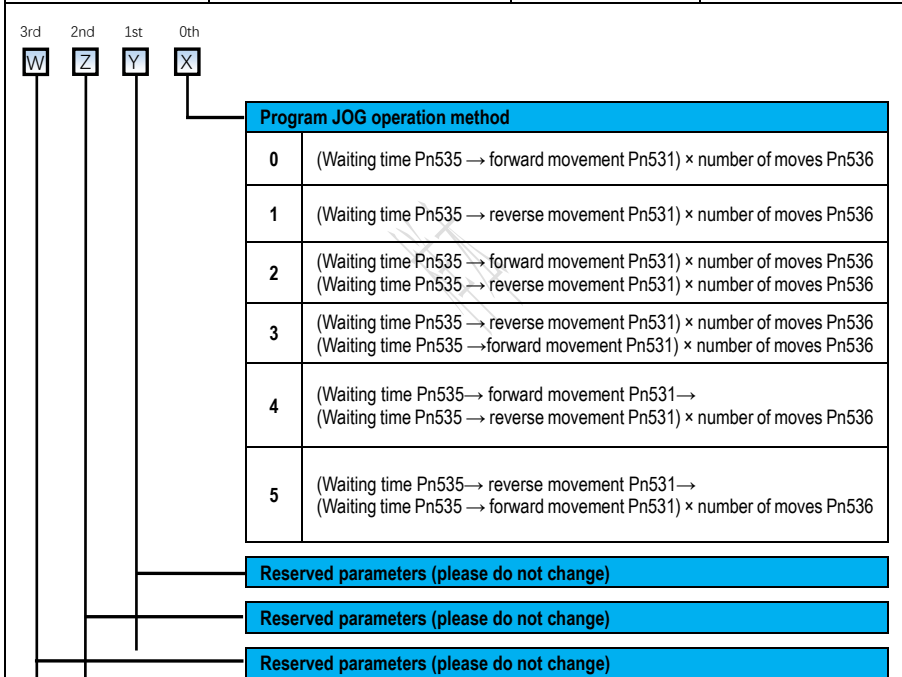 3rd 2nd 1st 0th
W Z Y X
Program JOG operation method
0 (Waiting time Pn535 → forward movement Pn531) × number of moves Pn536
1 (Waiting time Pn535 → reverse movement Pn531) × number of moves Pn536
2 (Waiting time Pn535 → forward movement Pn531) × number of moves Pn536
(Waiting time Pn535 → reverse movement Pn531) × number of moves Pn536
3 (Waiting time Pn535 → reverse movement Pn531) × number of moves Pn536
(Waiting time Pn535 →forward movement Pn531) × number of moves Pn536
4 (Waiting time Pn535→ forward movement Pn531→
(Waiting time Pn535 → reverse movement Pn531) × number of moves Pn536
5 (Waiting time Pn535→ reverse movement Pn531→
(Waiting time Pn535 → forward movement Pn531) × number of moves Pn536
Reserved parameters (please do not change)
Reserved parameters (please do not change)
Reserved parameters (please do not change)